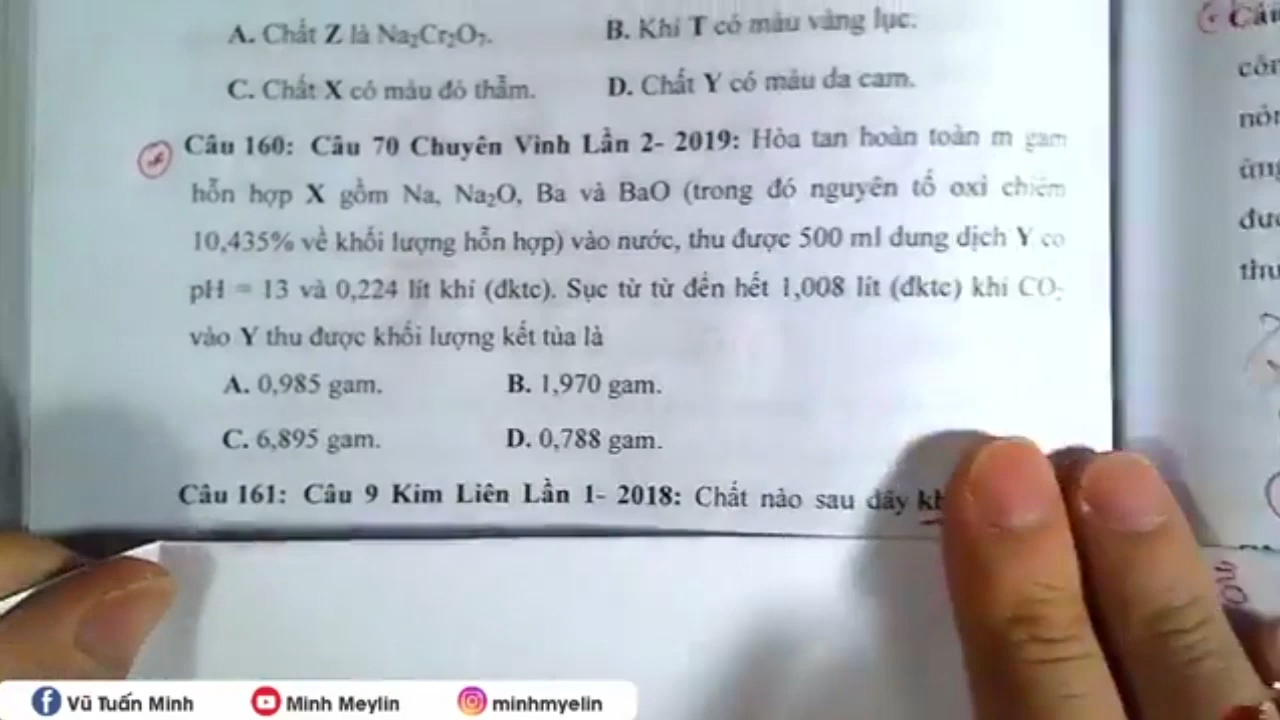 A. Chất Z là Na₂Cr₂O₇.
B. Khí T có màu vàng lục.
C. Chất X có màu đỏ thẫm.
D. Chất Y có màu da cam.
Câu 160: Câu 70 Chuyên Vinh Lần 2- 2019: Hòa tan hoàn toàn m gam
hỗn hợp X gồm Na, Na₂O, Ba và BaO (trong đó nguyên tố oxi chiếm
10,435% về khối lượng hỗn hợp) vào nước, thu được 500 ml dung dịch Y có
pH = 13 và 0,224 lít khí (đktc). Sục từ từ đến hết 1,008 lít (đktc) khí CO₂
vào Y thu được khối lượng kết tủa là
A. 0,985 gam.
B. 1,970 gam.
C. 6,895 gam.
D. 0,788 gam.
Câu 161: Câu 9 Kim Liên Lần 1- 2018: Chất nào sau đây
Vũ Tuấn Minh
Minh Meylin
minhmyelin